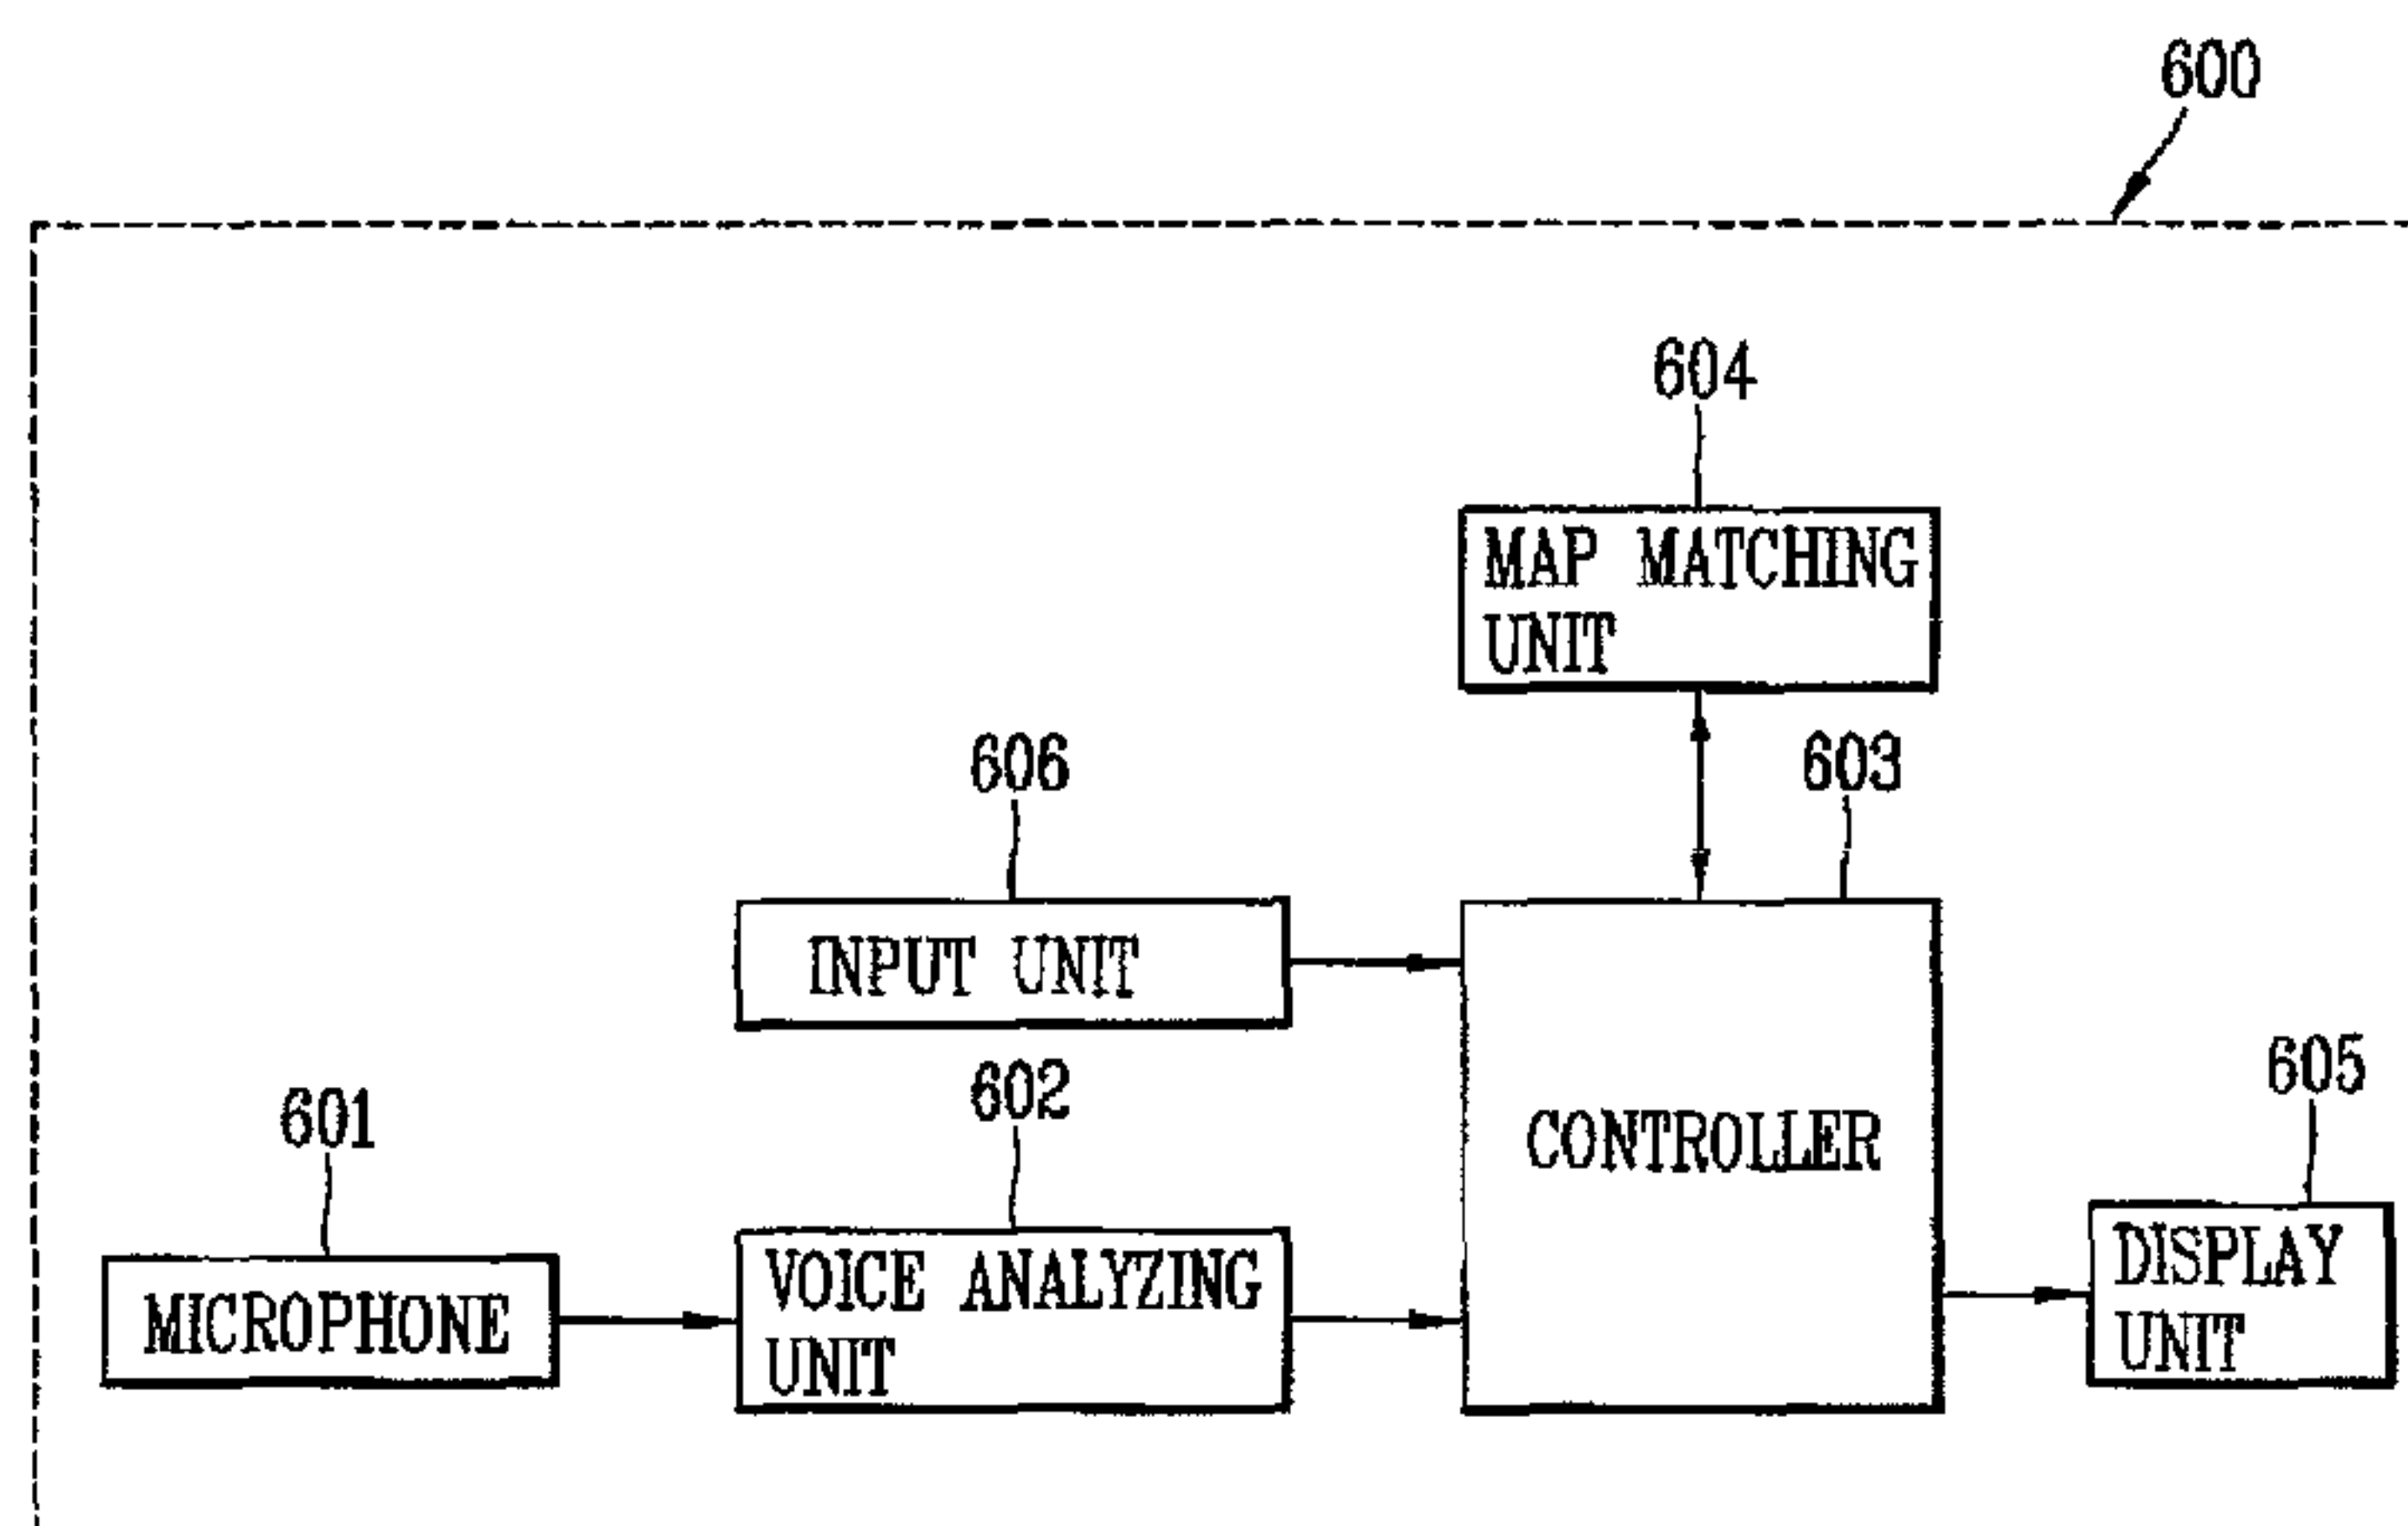 600
604
MAP MATCHING
UNIT
606
603
INPUT UNIT
602
605
601
CONTROLLER
MICROPHONE
VOICE ANALYZING
UNIT
DISPLAY
UNIT